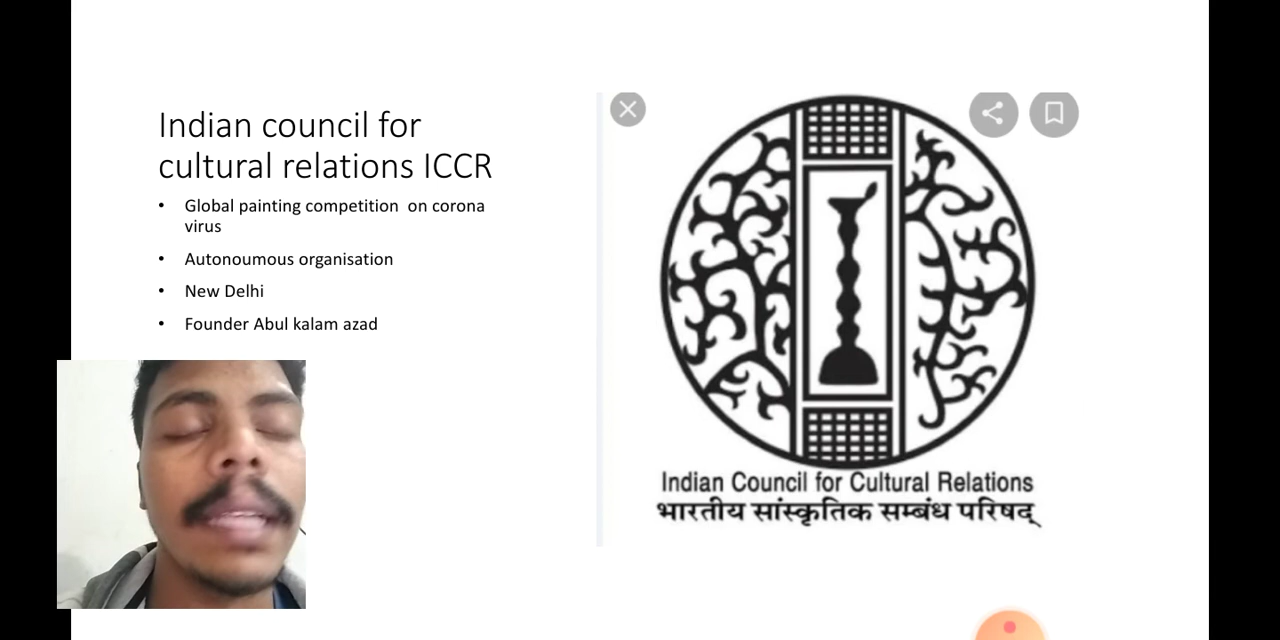 Indian council for
cultural relations ICCR
• Global painting competition on corona
virus
• Autonoumous organisation
• New Delhi
• Founder Abul kalam azad
Indian Council for Cultural Relations
भारतीय सांस्कृतिक सम्बंध परिषद्